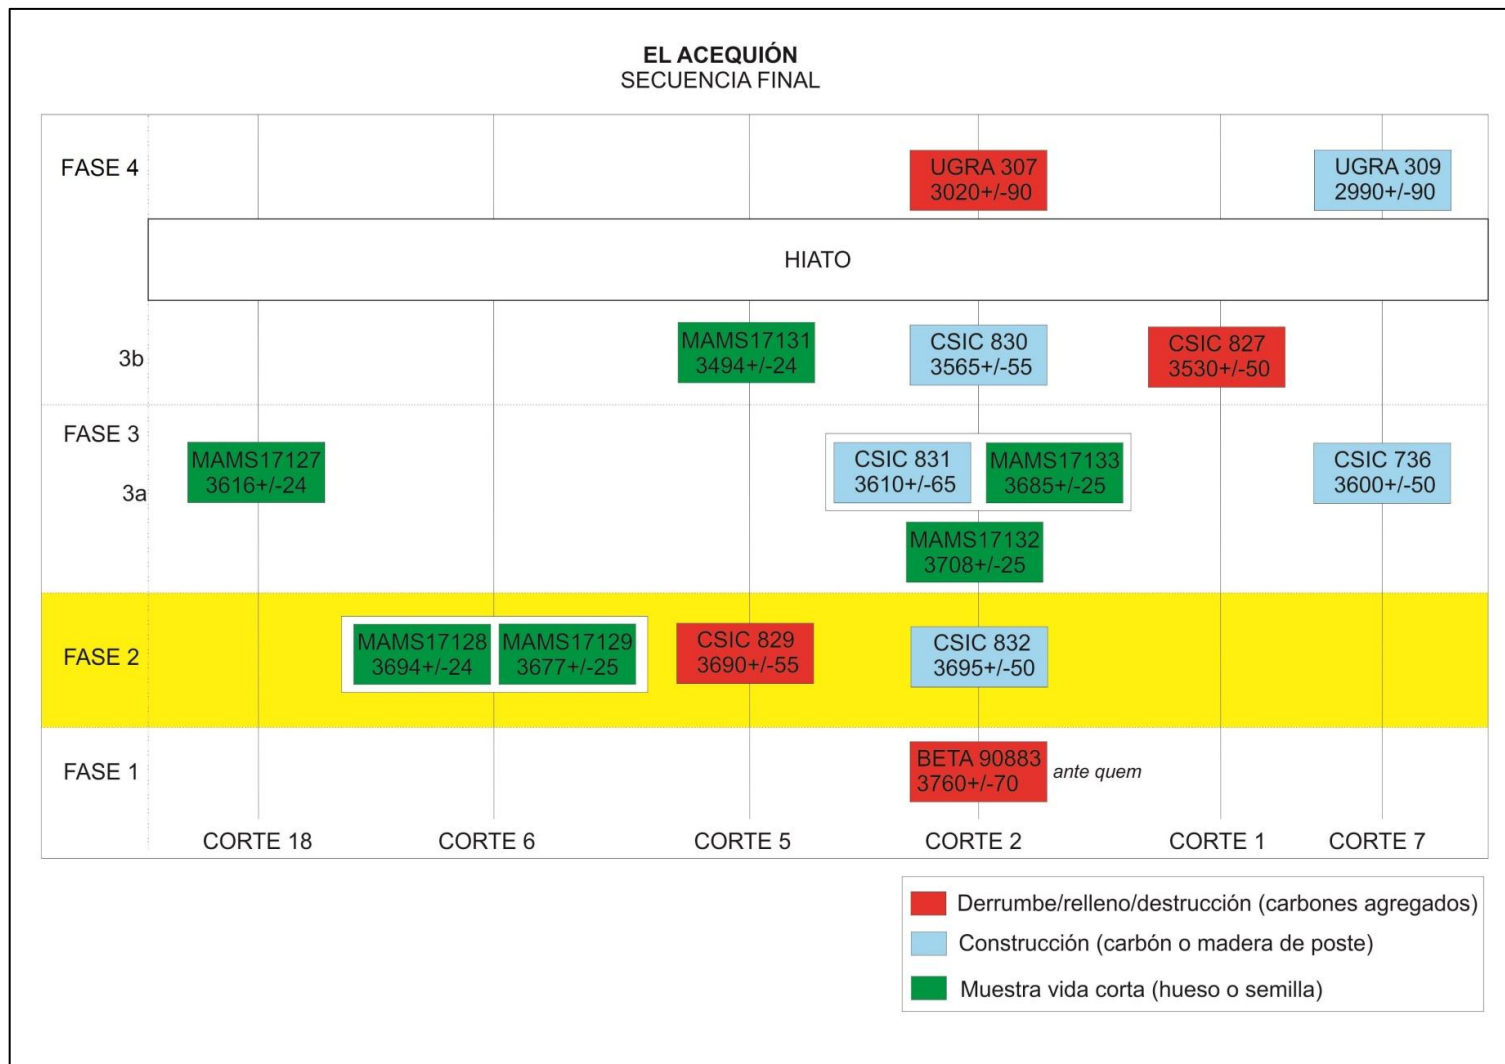 EL ACEQUIÓN
SECUENCIA FINAL
FASE 4
UGRA 307
3020+/-90
UGRA 309
2990+/-90
HIATO
3b
MAMS17131
3494+/-24
CSIC 830
3565+/-55
CSIC 827
3530+/-50
FASE 3
3a
MAMS17127
3616+/-24
CSIC 831
3610+/-65
MAMS17133
3685+/-25
CSIC 736
3600+/-50
MAMS17132
3708+/-25
FASE 2
MAMS17128
3694+/-24
MAMS17129
3677+/-25
CSIC 829
3690+/-55
CSIC 832
3695+/-50
FASE 1
BETA 90883
3760+/-70
ante quem
CORTE 18
CORTE 6
CORTE 5
CORTE 2
CORTE 1
CORTE 7
Derrumbe/relleno/destrucción (carbones agregados)
Construcción (carbón o madera de poste)
Muestra vida corta (hueso o semilla)